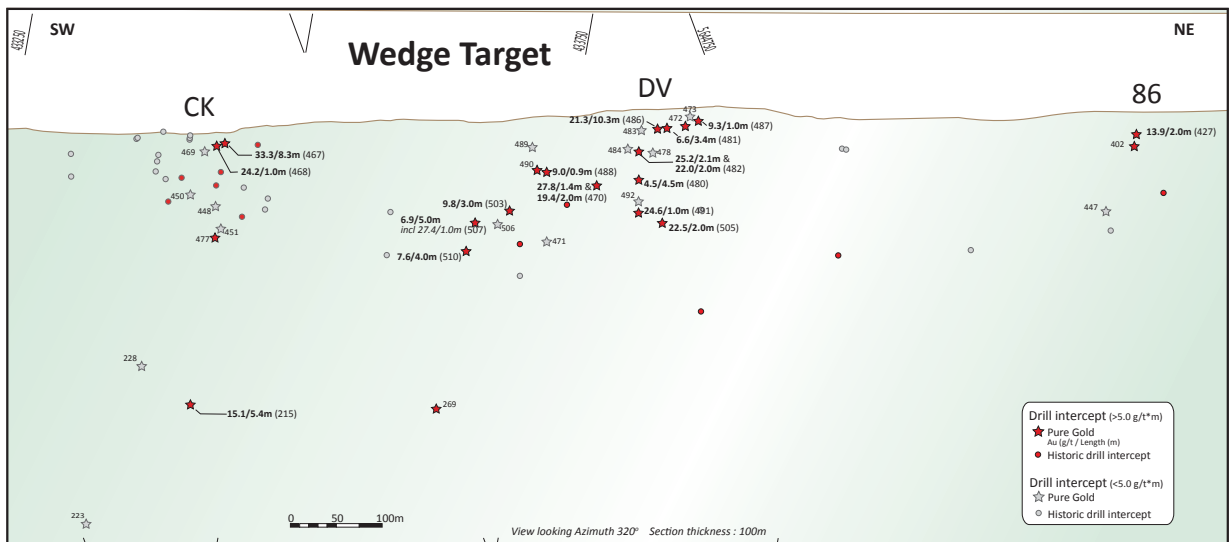 433250
SW
433750
5644750
NE
Wedge Target
CK
DV
86
469
33.3/8.3m (467)
24.2/1.0m (468)
450
448
451
477
228
15.1/5.4m (215)
223
269
473
21.3/10.3m (486)
472
9.3/1.0m (487)
483
6.6/3.4m (481)
489
484
478
25.2/2.1m &
22.0/2.0m (482)
490
9.0/0.9m (488)
27.8/1.4m &
19.4/2.0m (470)
4.5/4.5m (480)
492
9.8/3.0m (503)
24.6/1.0m (491)
6.9/5.0m
incl 27.4/1.0m (507)
506
22.5/2.0m (505)
471
7.6/4.0m (510)
13.9/2.0m (427)
402
447
Drill intercept (>5.0 g/t*m)
Pure Gold
Au (g/t / Length (m)
Historic drill intercept
Drill intercept (<5.0 g/t*m)
Pure Gold
Historic drill intercept
0 50 100m
View looking Azimuth 320° Section thickness : 100m